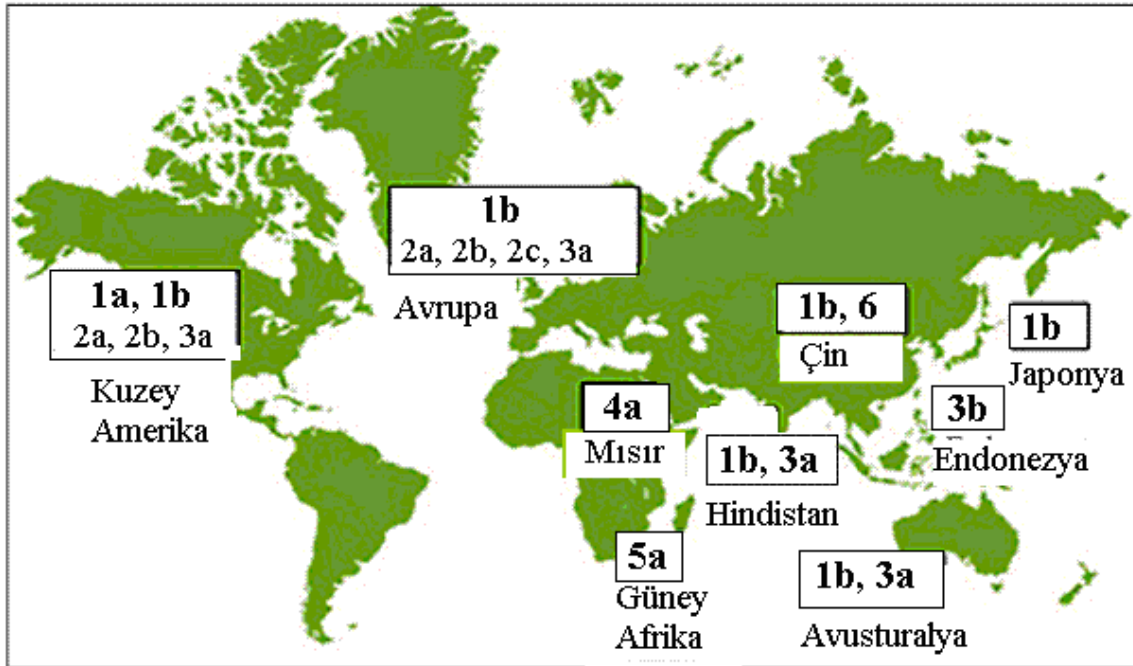 1b
2a, 2b, 2c, 3a
Avrupa
1a, 1b
2a, 2b, 3a
Kuzey
Amerika
1b, 6
Çin
1b
Japonya
4a
Mısır
3b
Endonezya
1b, 3a
Hindistan
5a
Güney
Afrika
1b, 3a
Avusturalya